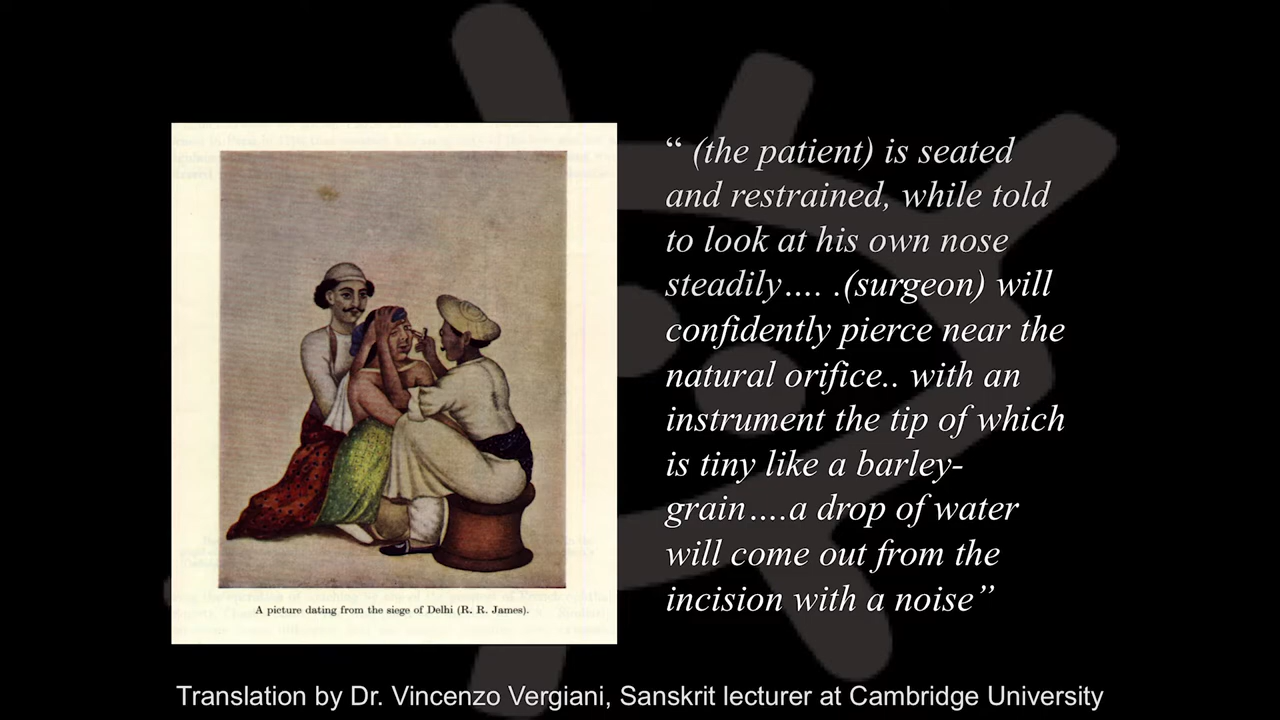 “ (the patient) is seated
and restrained, while told
to look at his own nose
steadily…. .(surgeon) will
confidently pierce near the
natural orifice.. with an
instrument the tip of which
is tiny like a barley-
grain….a drop of water
will come out from the
incision with a noise”
A picture dating from the siege of Delhi (R. R. James).
Translation by Dr. Vincenzo Vergiani, Sanskrit lecturer at Cambridge University